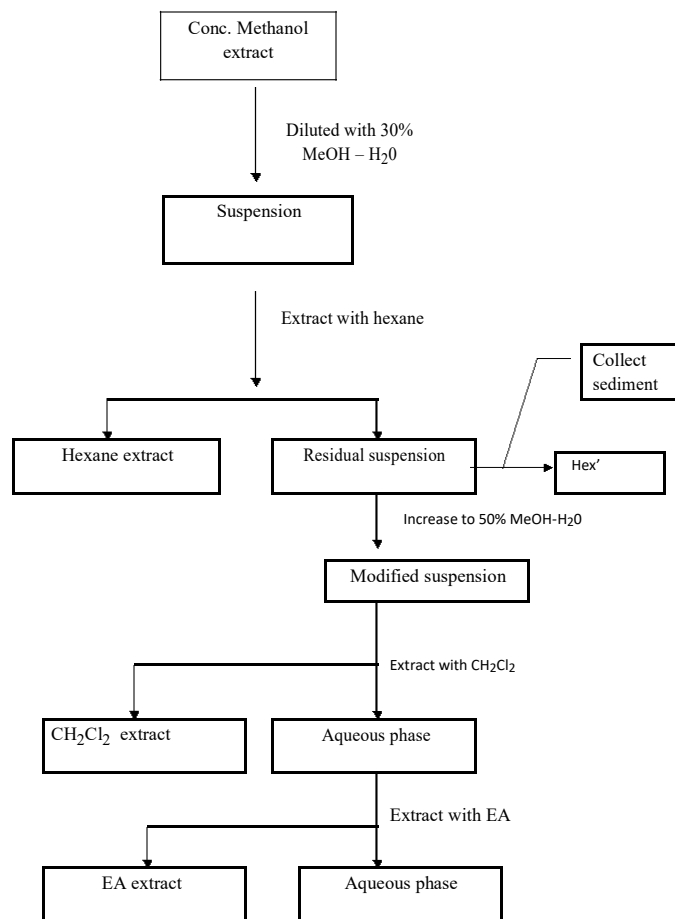 Conc. Methanol
extract
Diluted with 30%
MeOH – H₂0
Suspension
Extract with hexane
Collect
sediment
Hexane extract
Residual suspension
Hex’
Increase to 50% MeOH-H₂0
Modified suspension
Extract with CH₂Cl₂
CH₂Cl₂ extract
Aqueous phase
Extract with EA
EA extract
Aqueous phase